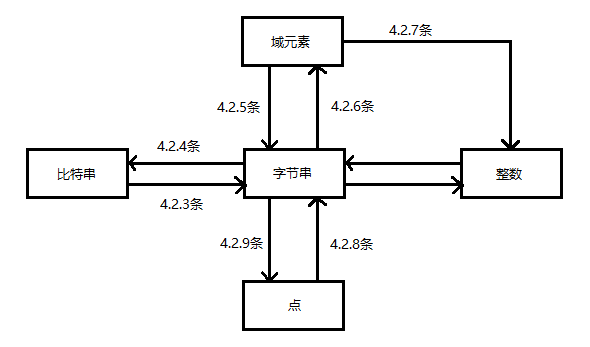 域元素
4.2.7条
4.2.5条
4.2.6条
4.2.4条
比特串
字节串
整数
4.2.3条
4.2.9条
4.2.8条
点